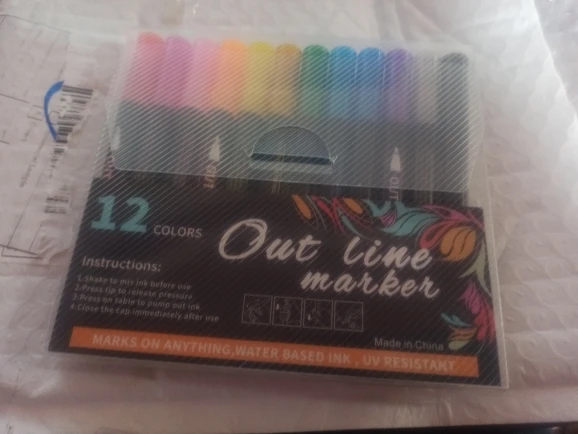 12 COLORS
Out line
marker
Instructions:
1.Shake to mix ink before use
2.Press tip to release pressure
3.Press on table to pump out ink.
4.Close the cap immediately after use
Made in China
MARKS ON ANYTHING,WATER BASED INK , UV RESISTANT